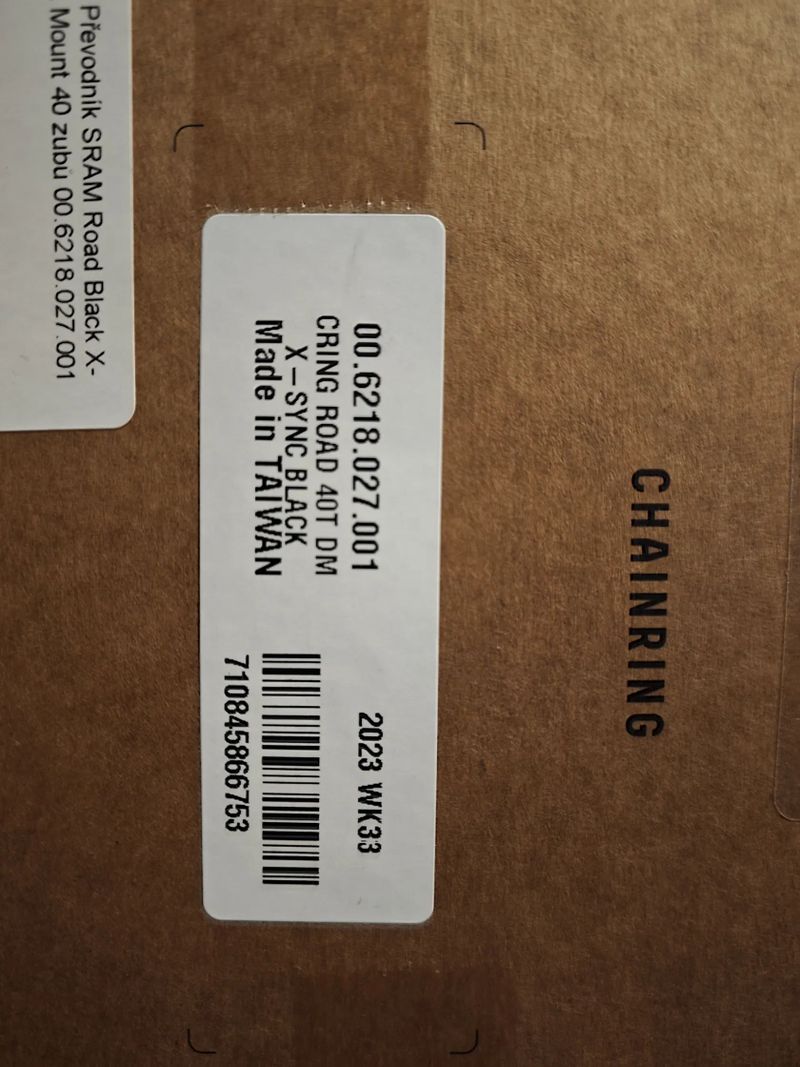 Převodník SRAM Road Black X-
Mount 40 zubů 00.6218.027.001
00.6218.027.001
CRING ROAD 40T DM
X-SYNC BLACK
Made in TAIWAN
2023 WK33
710845866753
CHAINRING